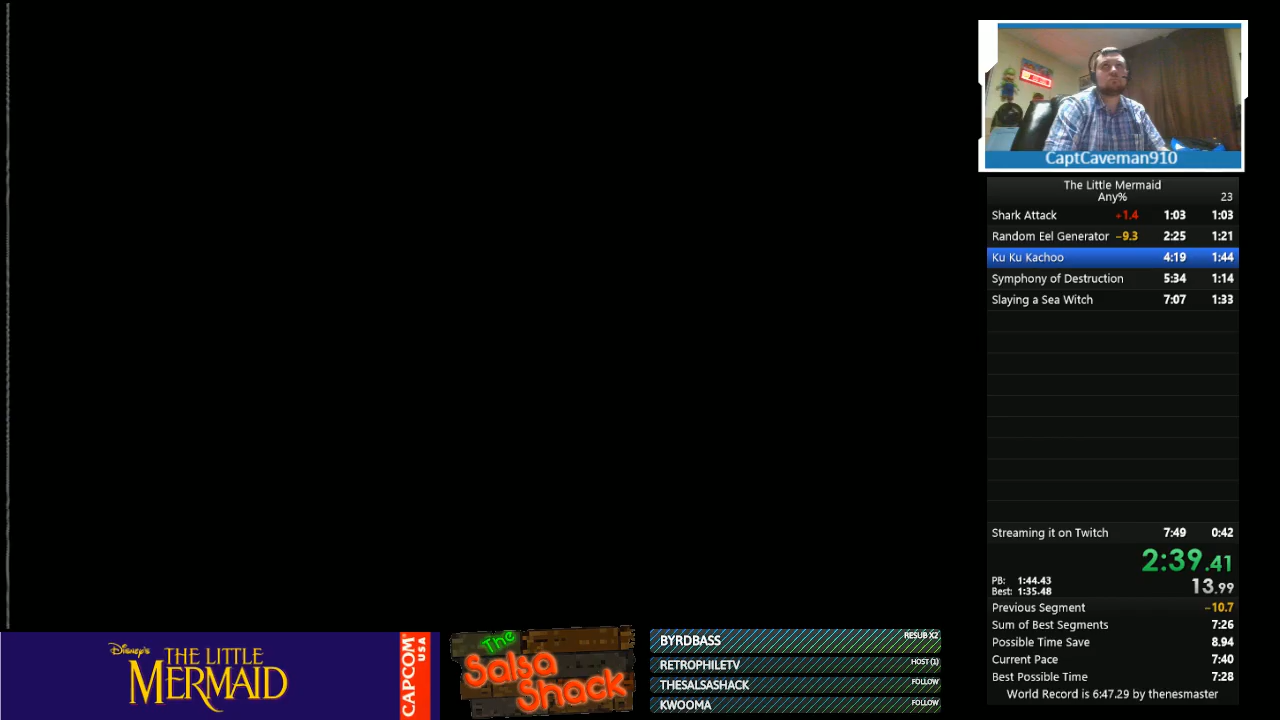 CaptCaveman910
The Little Mermaid
Any% 23
Shark Attack +1.4 1:03 1:03
Random Eel Generator -9.3 2:25 1:21
Ku Ku Kachoo 4:19 1:44
Symphony of Destruction 5:34 1:14
Slaying a Sea Witch 7:07 1:33
Streaming it on Twitch 7:49 0:42
2:39.41
PB: 1:44.43
Best: 1:35.48
13.99
Previous Segment -10.7
Sum of Best Segments 7:26
Possible Time Save 8.94
Current Pace 7:40
Best Possible Time 7:28
World Record is 6:47.29 by thenesmaster
Disney's
THE LITTLE
MERMAID
CAPCOM
USA
The
Salsa
Shack
BYRDBASS RESUB X2
RETROPHILETV HOST (1)
THESALSASHACK FOLLOW
KWOOMA FOLLOW